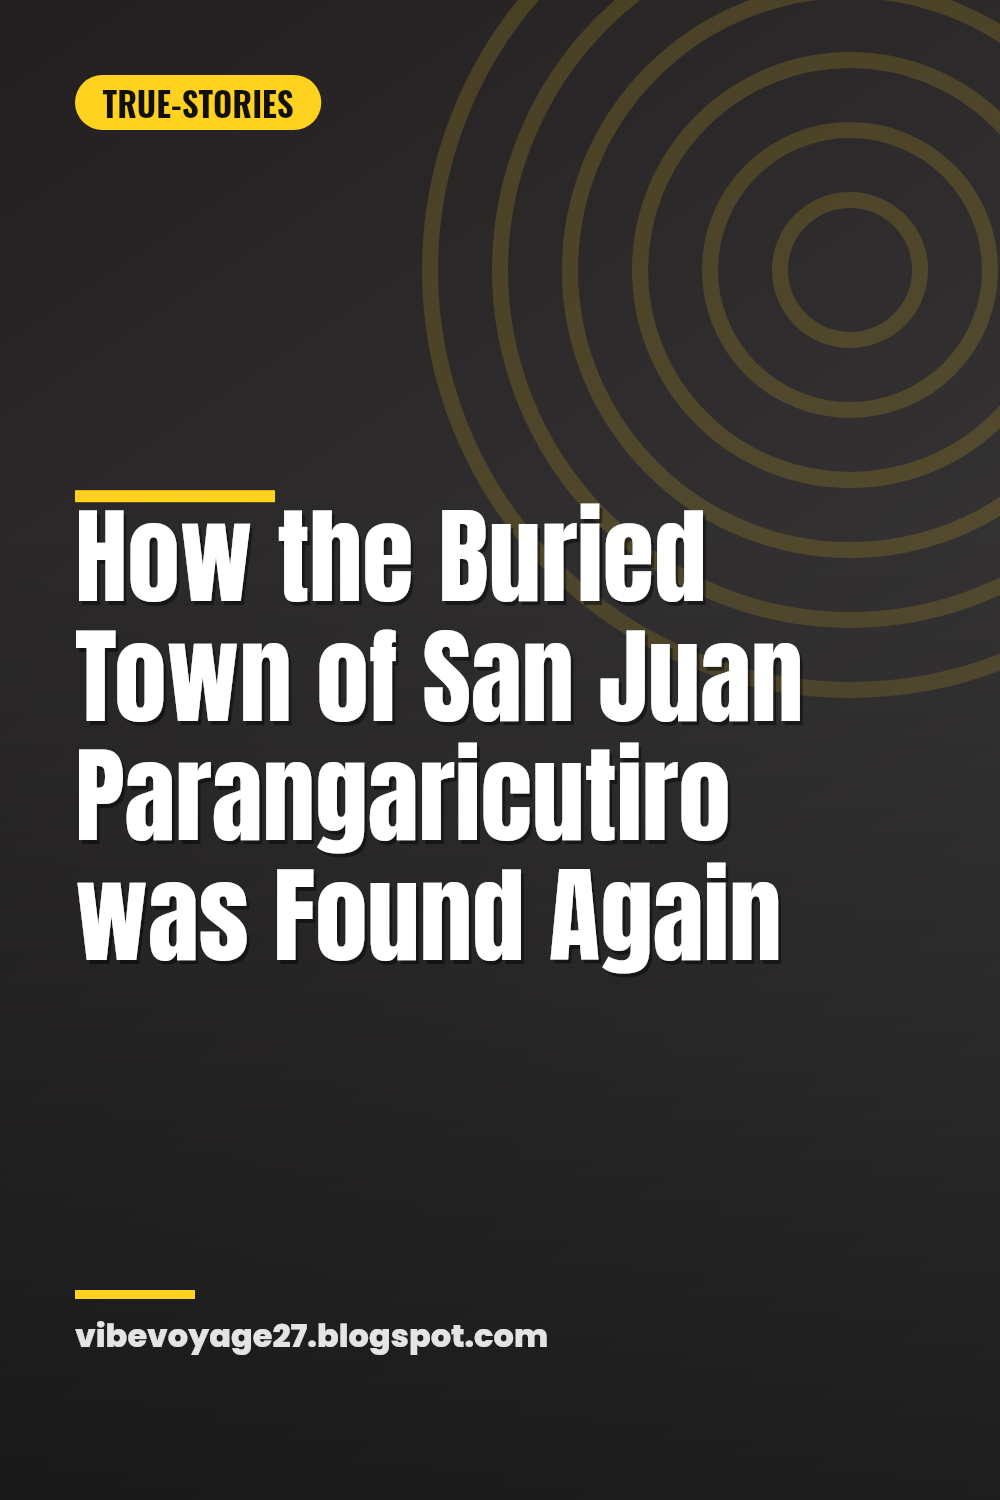 TRUE-STORIES
How the Buried
Town of San Juan
Parangaricutiro
was Found Again
vibevoyage27.blogspot.com